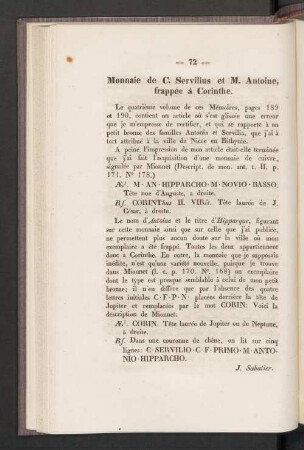 — 72 —
Monnaie de C. Servilius et M. Antoine,
frappée á Corinthe.
Le quatrième volume de ces Mémoires, pages 189
et 190, contient un article où s'est glissée une erreur
que je m'empresse de rectifier, et qui se rapporte à un
petit bronze des familles Antonia et Servilia, que j'ai à
tort attribué à la ville de Nicée en Bithynie.
A peine l'impression de mon article était-elle terminée
que j'ai fait l'acquisition d'une monnaie de cuivre,
signalée par Mionnet (Descript. de mon. ant. t. II. p.
171. N° 178.)
Æ². M·AN·HIPPARCHO·M·NOVIO·BASSO.
Tête nue d'Auguste, à droite.
Rf. CORINThus II. VIRō. Tête laurée de J.
César, à droite.
Le nom d'Antoine et le titre d'Hipparque, figurant
sur cette monnaie ainsi que sur celle que j'ai publiée,
ne permettent plus aucun doute sur la ville où mon
exemplaire a été frappé. Toutes les deux appartiennent
donc à Corinthe. En outre, la monnaie que je supposais
inédite, n'est qu'une variété nouvelle, puisque je trouve
dans Mionnet (l. c. p. 170. N° 168) un exemplaire
dont le type est presque semblable à celui de mon petit
bronze; il n'en diffère que par l'absence des quatre
lettres initiales C·F·P·N· placées derrière la tête de
Jupiter et remplacées par le mot CORIN: Voici la
description de Mionnet.
Æ³. CORIN. Tête laurée de Jupiter ou de Neptune,
à droite.
Rf. Dans une couronne de chêne, on lit sur cinq
lignes: C·SERVILIO·C·F·PRIMO·M·ANTO-
NIO·HIPPARCHO.
J. Sabatier.